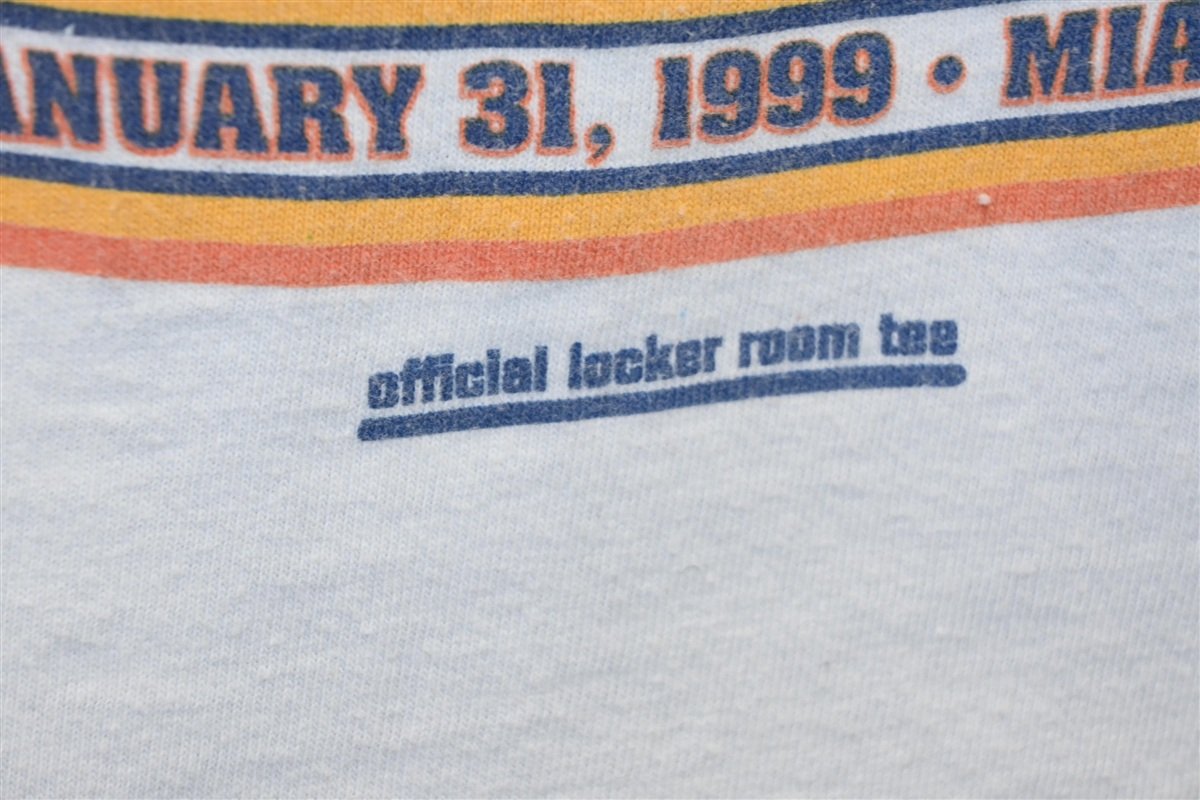 ANUARY 31, 1999 • MIA
official locker room tee